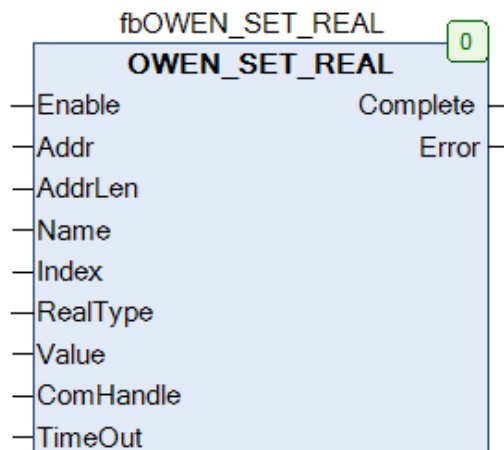 fbOWEN_SET_REAL
0
OWEN_SET_REAL
Enable Complete
Addr Error
AddrLen
Name
Index
RealType
Value
ComHandle
TimeOut